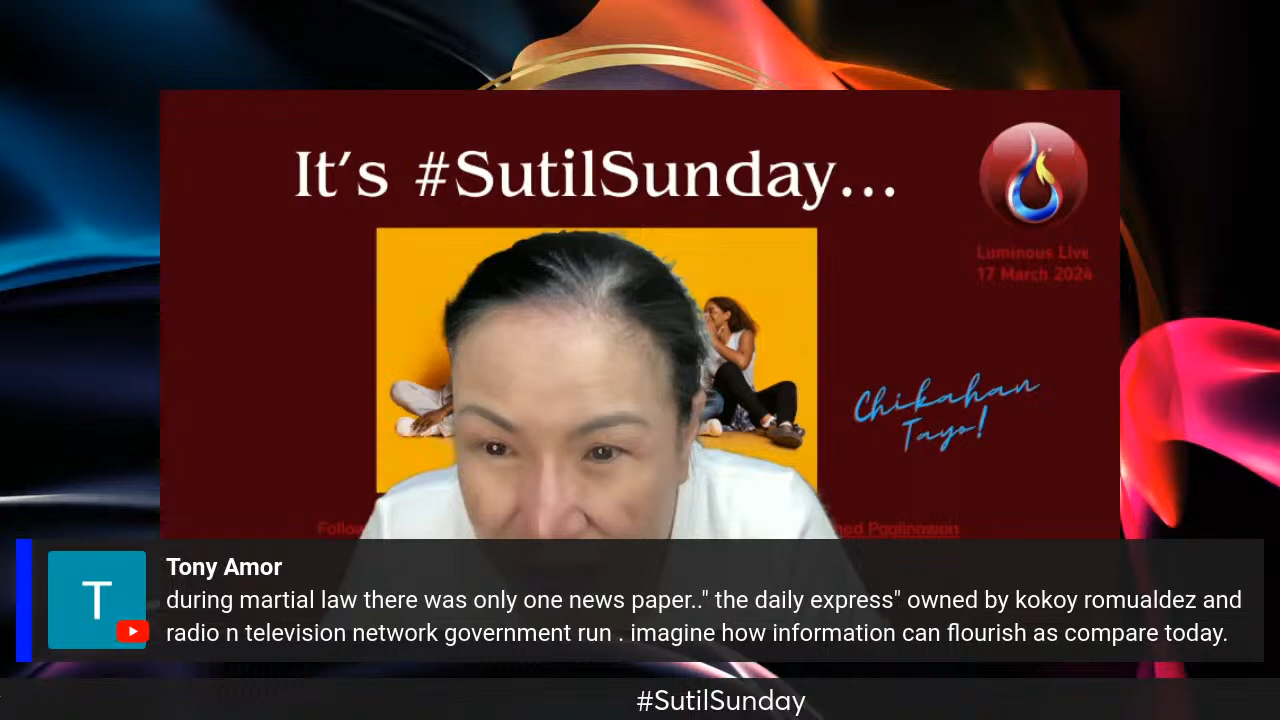 It's #SutilSunday...
Luminous Live
17 March 2024
Chikahan
Tayo!
Tony Amor
T
during martial law there was only one news paper.." the daily express" owned by kokoy romualdez and
radio n television network government run . imagine how information can flourish as compare today.
#SutilSunday